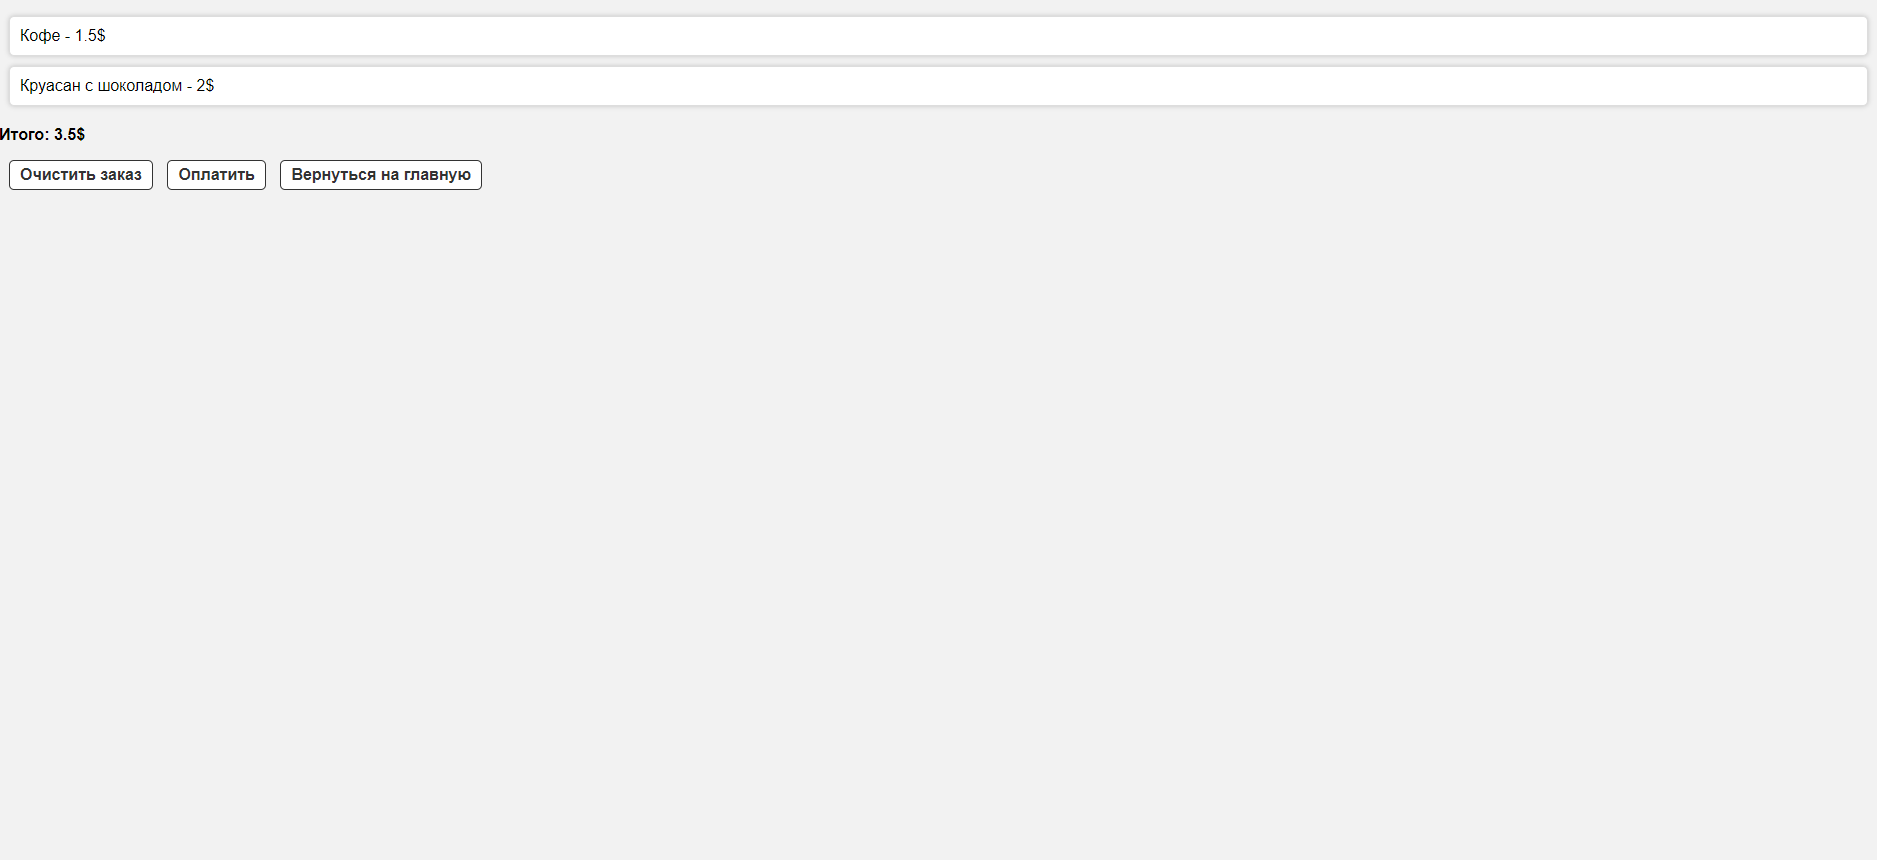 Кофе - 1.5$
Круасан с шоколадом - 2$
Итого: 3.5$
Очистить заказ Оплатить Вернуться на главную